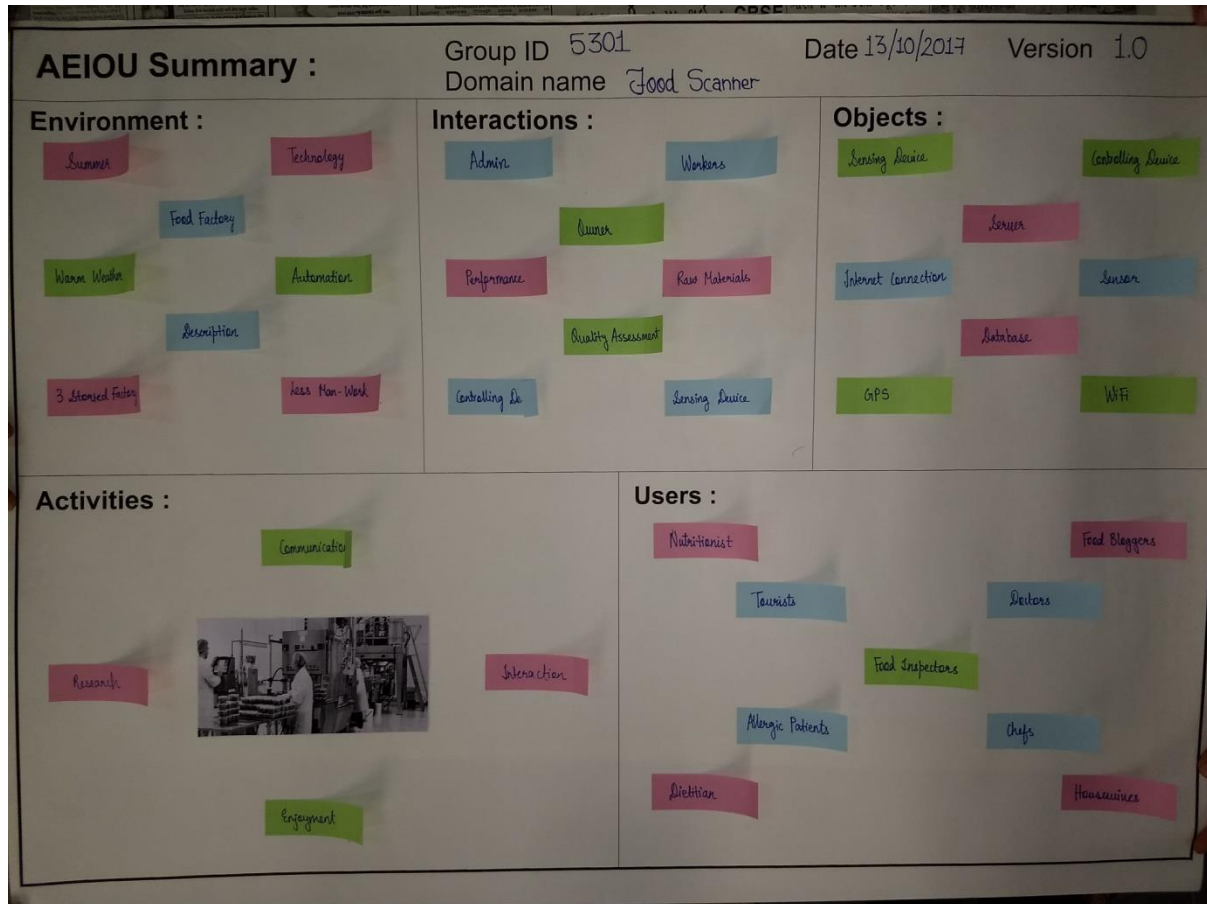 AEIOU Summary :
Group ID 5301
Date 13/10/2017
Version 1.0
Domain name Food Scanner
Environment :
Summer
Technology
Food Factory
Warm Weather
Automation
Description
3 Storsed Factory
Less Man-Work
Interactions :
Admin
Workers
Owner
Performance
Raw Materials
Quality Assessment
Controlling De
Sensing Device
Objects :
Sensing Device
Controlling Device
Server
Internet Connection
Sensor
Database
GPS
WiFi
Activities :
Communication
Research
Interaction
Enjoyment
Users :
Nutritionist
Food Bloggers
Tourists
Doctors
Food Inspectors
Allergic Patients
Chefs
Dietitian
Housewives